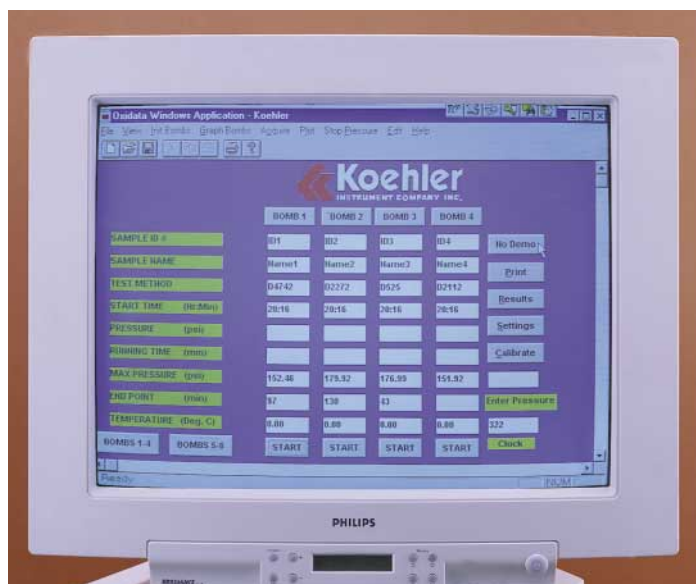 Oxidata Windows Application - Koehler
File View Init Bombs Graph Bombs Acquire Plot Stop Pressure Edit Help
Koehler
INSTRUMENT COMPANY INC.
BOMB 1 BOMB 2 BOMB 3 BOMB 4
SAMPLE ID # ID1 ID2 ID3 ID4 No Demo
SAMPLE NAME Name1 Name2 Name3 Name4
Print
TEST METHOD D4742 D2272 D525 D2112
START TIME (Hr:Min) 20:16 20:16 20:16 20:16 Results
PRESSURE (psi) Settings
RUNNING TIME (min) Calibrate
MAX PRESSURE (psi) 152.46 179.92 176.99 151.92
END POINT (min) 92 130 43 Enter Pressure
TEMPERATURE (Deg. C) 0.00 0.00 0.00 0.00 322
BOMBS 1-4 BOMBS 5-8 START START START START Clock
Ready NUM
PHILIPS